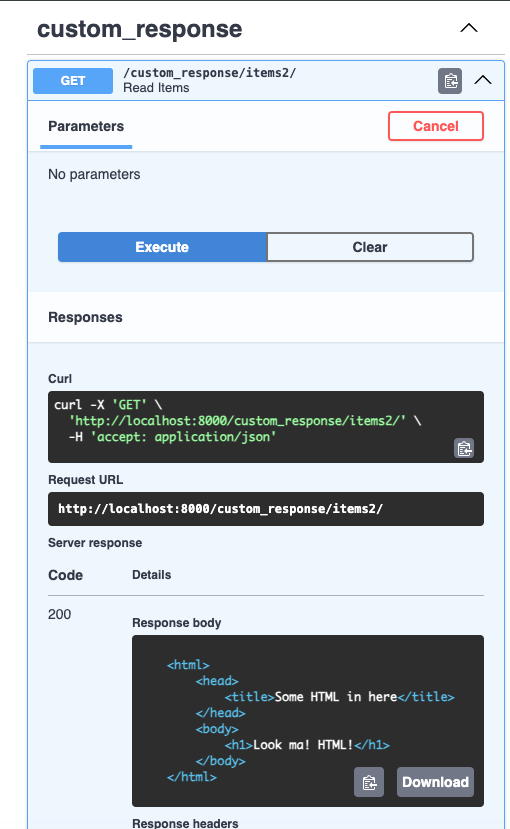 custom_response
GET /custom_response/items2/
Read Items
Parameters Cancel
No parameters
Execute Clear
Responses
Curl
curl -X 'GET' \
  'http://localhost:8000/custom_response/items2/' \
  -H 'accept: application/json'
Request URL
http://localhost:8000/custom_response/items2/
Server response
Code Details
200
Response body
<html>
    <head>
        <title>Some HTML in here</title>
    </head>
    <body>
        <h1>Look ma! HTML!</h1>
    </body>
</html>
Download
Response headers